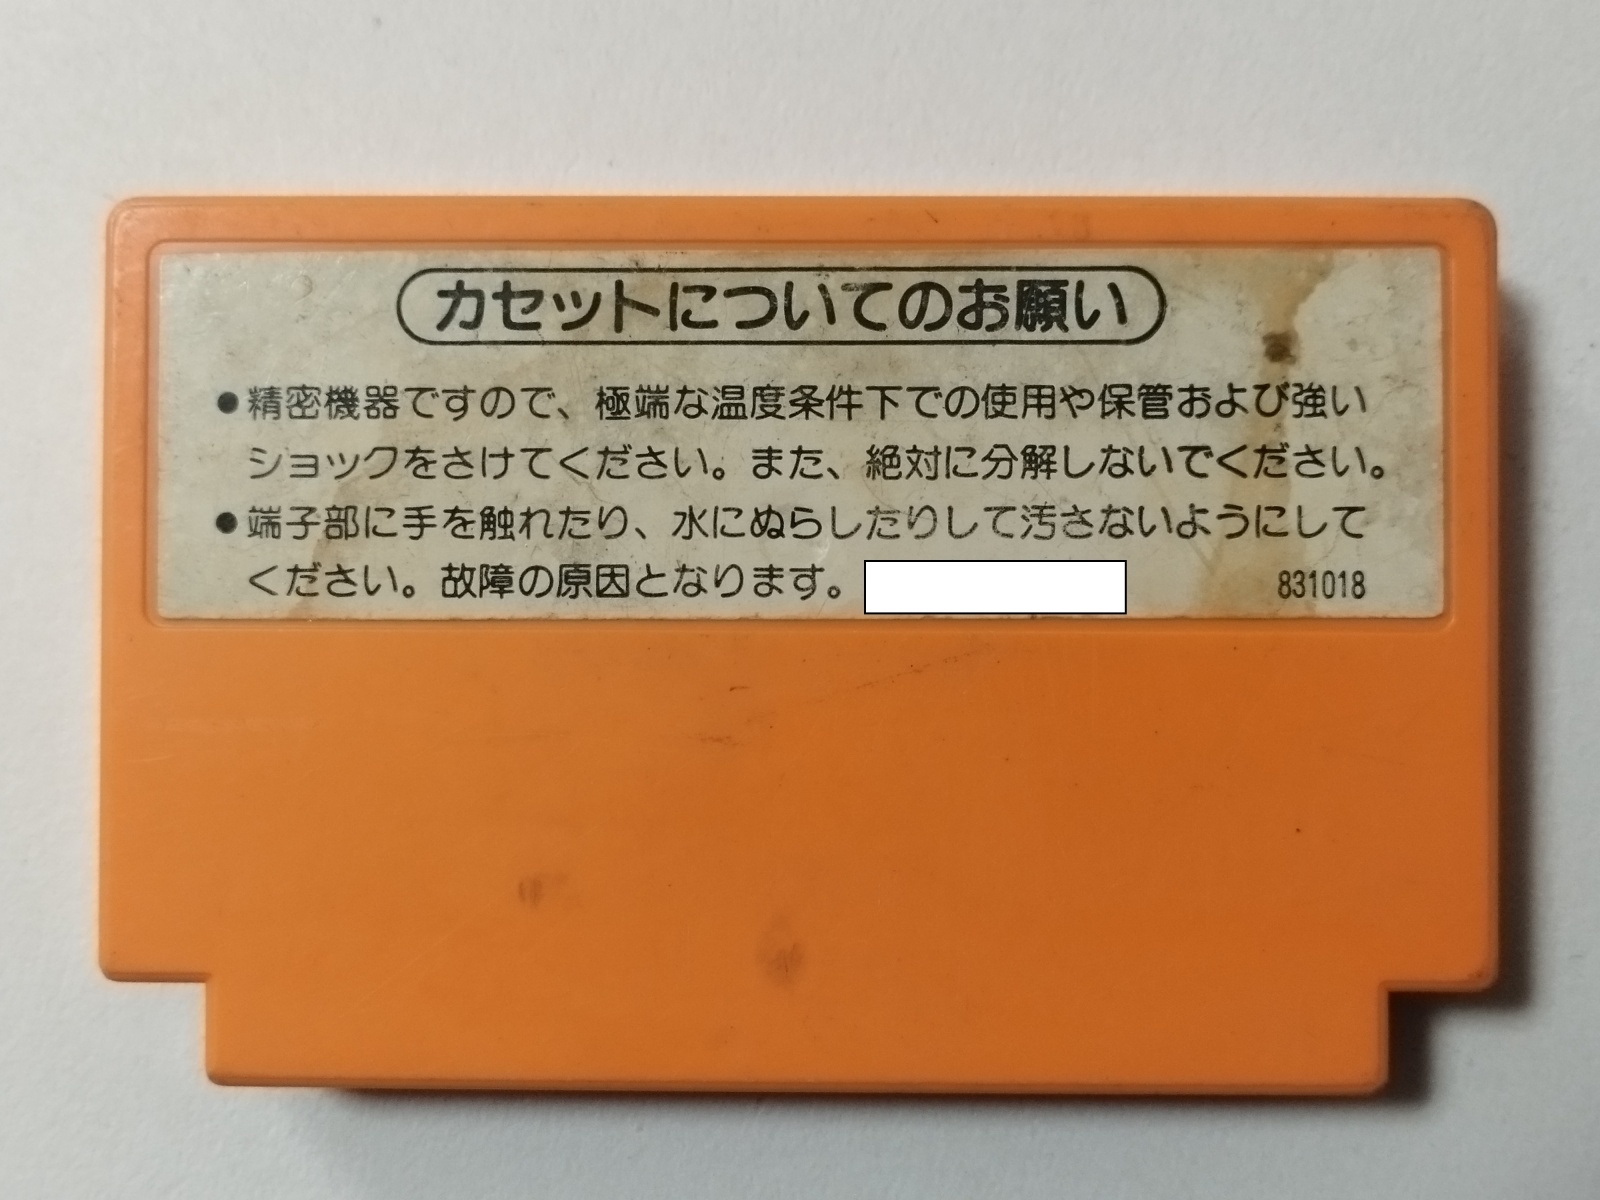 カセットについてのお願い
●精密機器ですので、極端な温度条件下での使用や保管および強い
ショックをさけてください。また、絶対に分解しないでください。
●端子部に手を触れたり、水にぬらしたりして汚さないようにして
ください。故障の原因となります。 831018